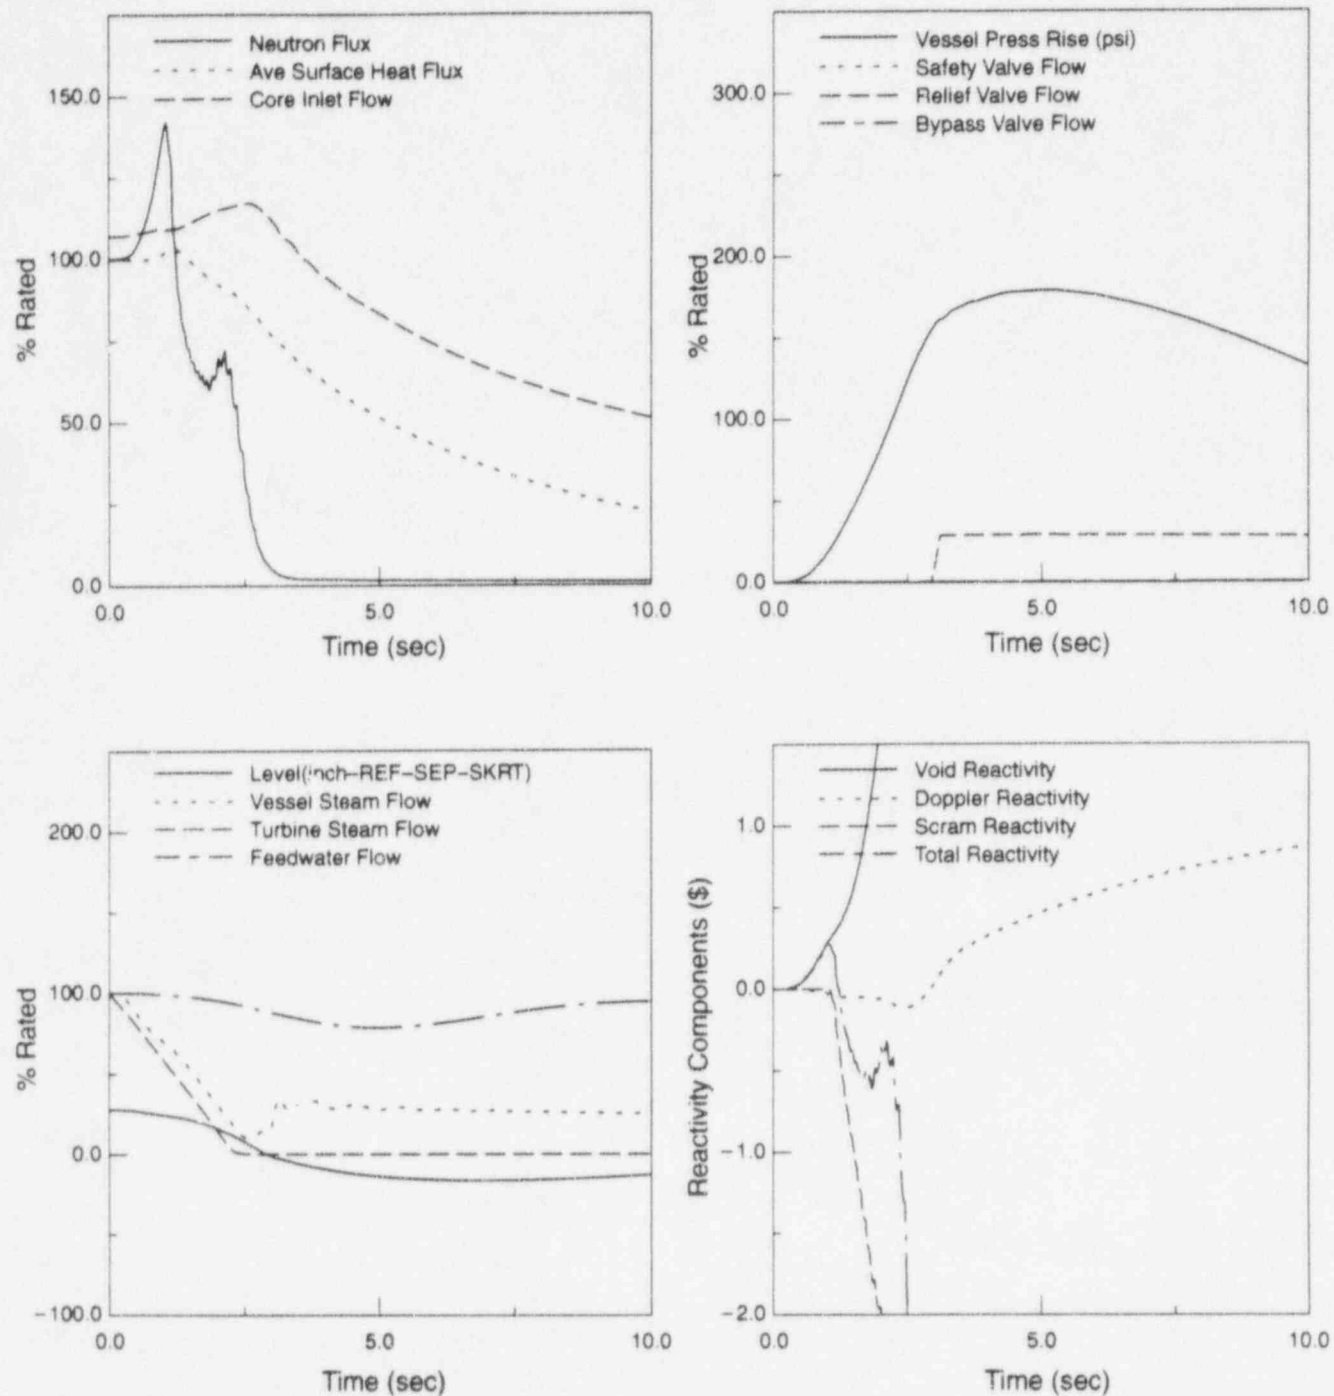 Neutron Flux
Ave Surface Heat Flux
Core Inlet Flow
150.0
100.0
50.0
0.0
% Rated
0.0
5.0
10.0
Time (sec)
Vessel Press Rise (psi)
Safety Valve Flow
Relief Valve Flow
Bypass Valve Flow
300.0
200.0
100.0
0.0
% Rated
0.0
5.0
10.0
Time (sec)
Level(inch-REF-SEP-SKRT)
Vessel Steam Flow
Turbine Steam Flow
Feedwater Flow
200.0
100.0
0.0
-100.0
% Rated
0.0
5.0
10.0
Time (sec)
Void Reactivity
Doppler Reactivity
Scram Reactivity
Total Reactivity
1.0
0.0
-1.0
-2.0
Reactivity Components ($)
0.0
5.0
10.0
Time (sec)